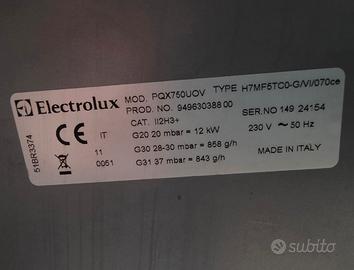 Electrolux MOD. PQX750UOV TYPE H7MF5TC0-G/VI/070ce
PROD. NO. 949630388 00 SER.NO 149 24154
CAT. II2H3+ 230 V ~ 50 Hz
CE IT G20 20 mbar = 12 kW
11 G30 28-30 mbar = 858 g/h
0051 G31 37 mbar = 843 g/h MADE IN ITALY
51BR3374
subito